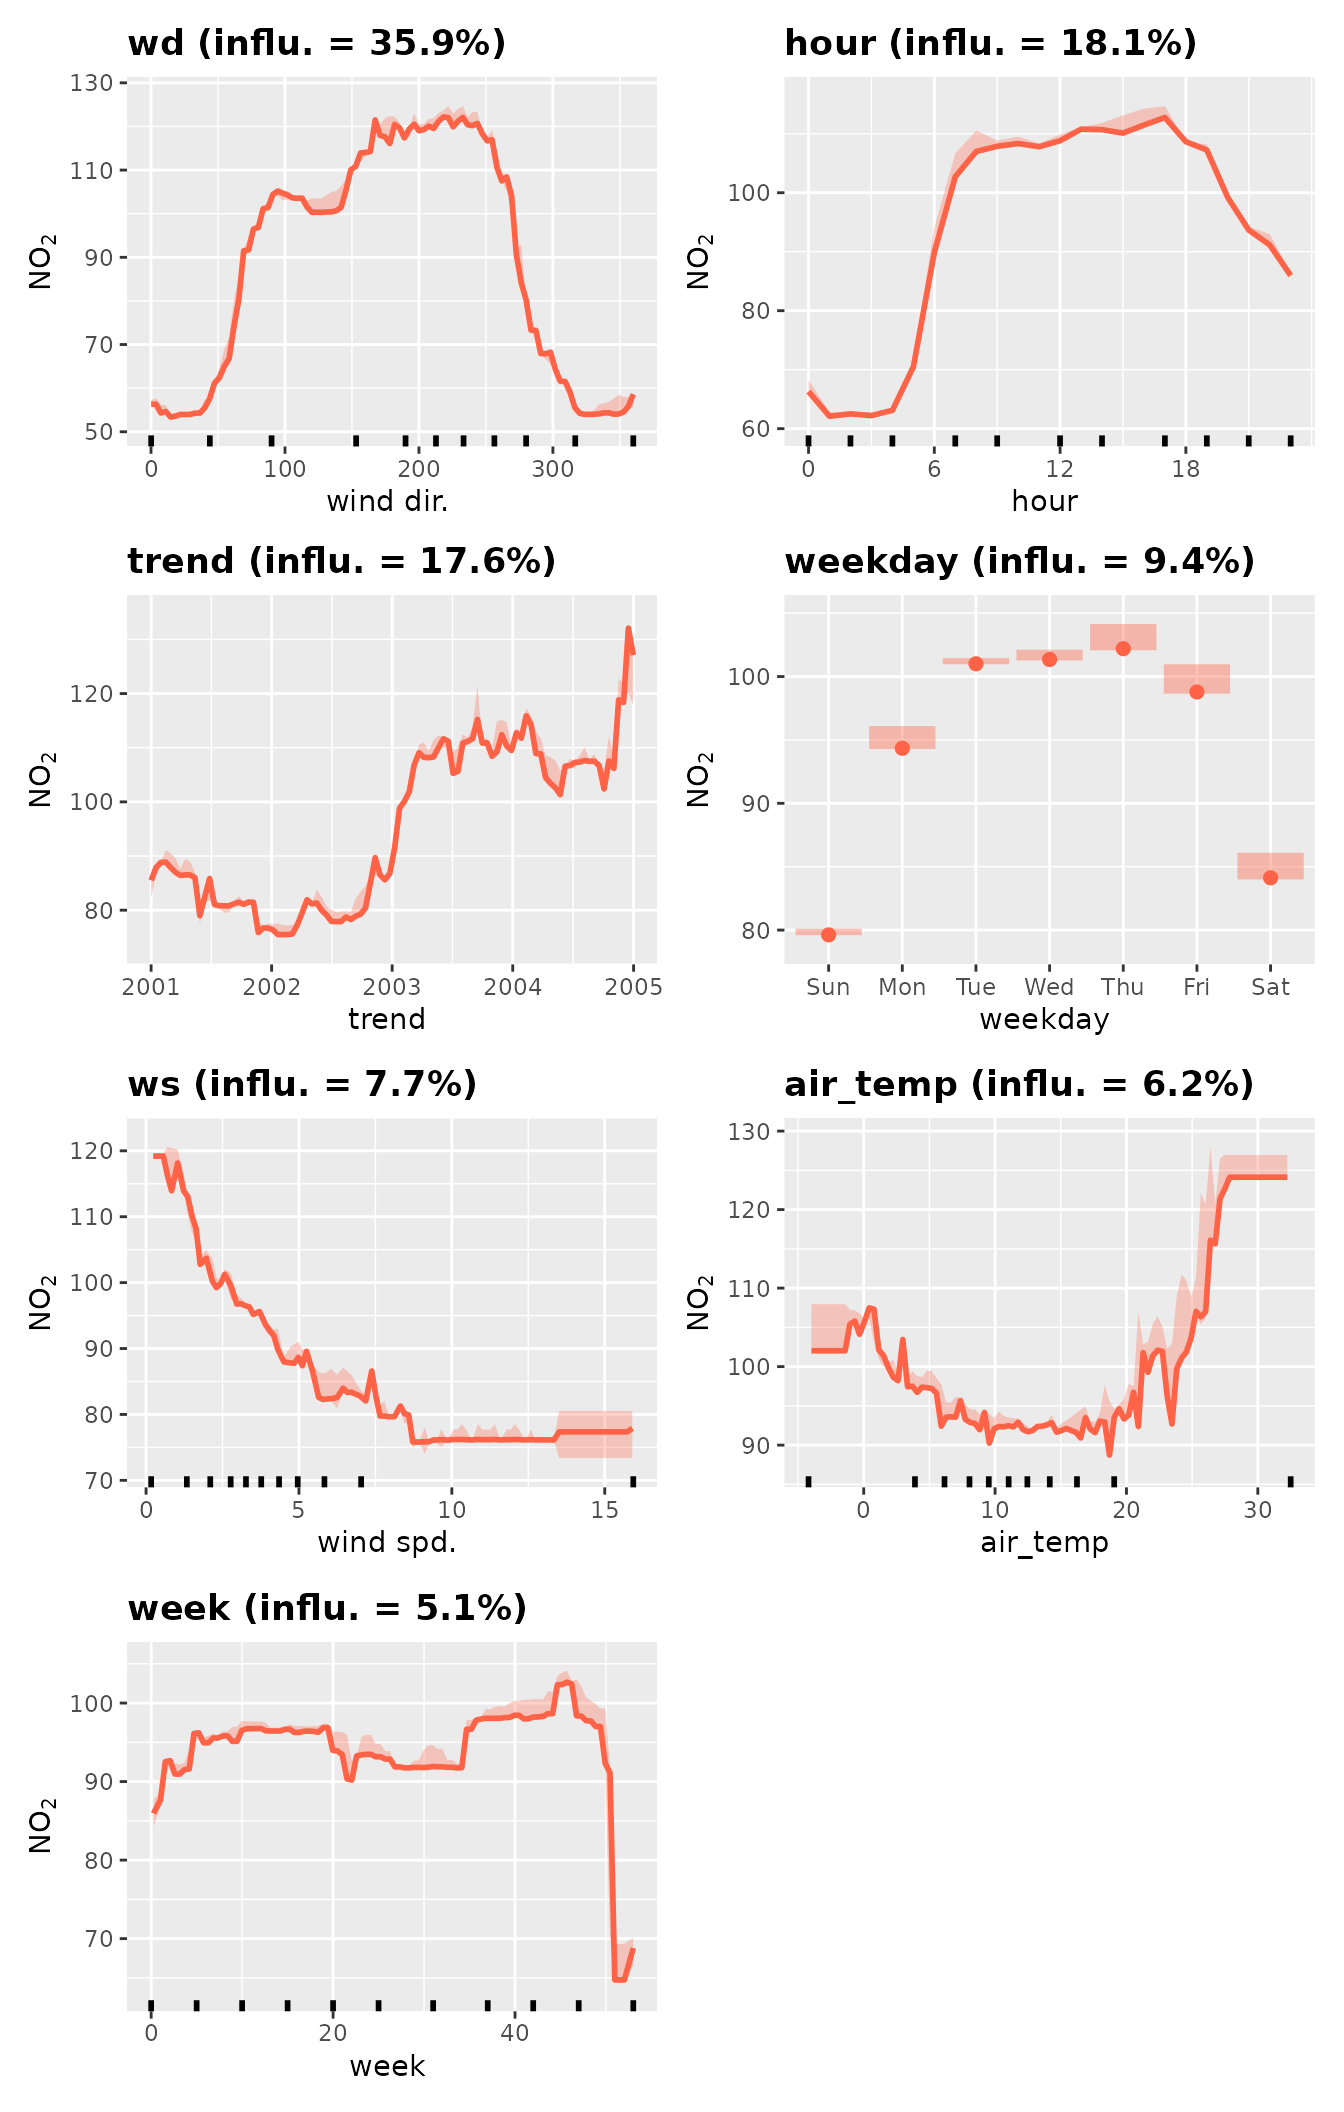 wd (influ. = 35.9%)
130
110
90
70
50
NO2
0 100 200 300
wind dir.
hour (influ. = 18.1%)
100
80
60
NO2
0 6 12 18
hour
trend (influ. = 17.6%)
120
100
80
NO2
2001 2002 2003 2004 2005
trend
weekday (influ. = 9.4%)
100
90
80
NO2
Sun Mon Tue Wed Thu Fri Sat
weekday
ws (influ. = 7.7%)
120
110
100
90
80
70
NO2
0 5 10 15
wind spd.
air_temp (influ. = 6.2%)
130
120
110
100
90
NO2
0 10 20 30
air_temp
week (influ. = 5.1%)
100
90
80
70
NO2
0 20 40
week